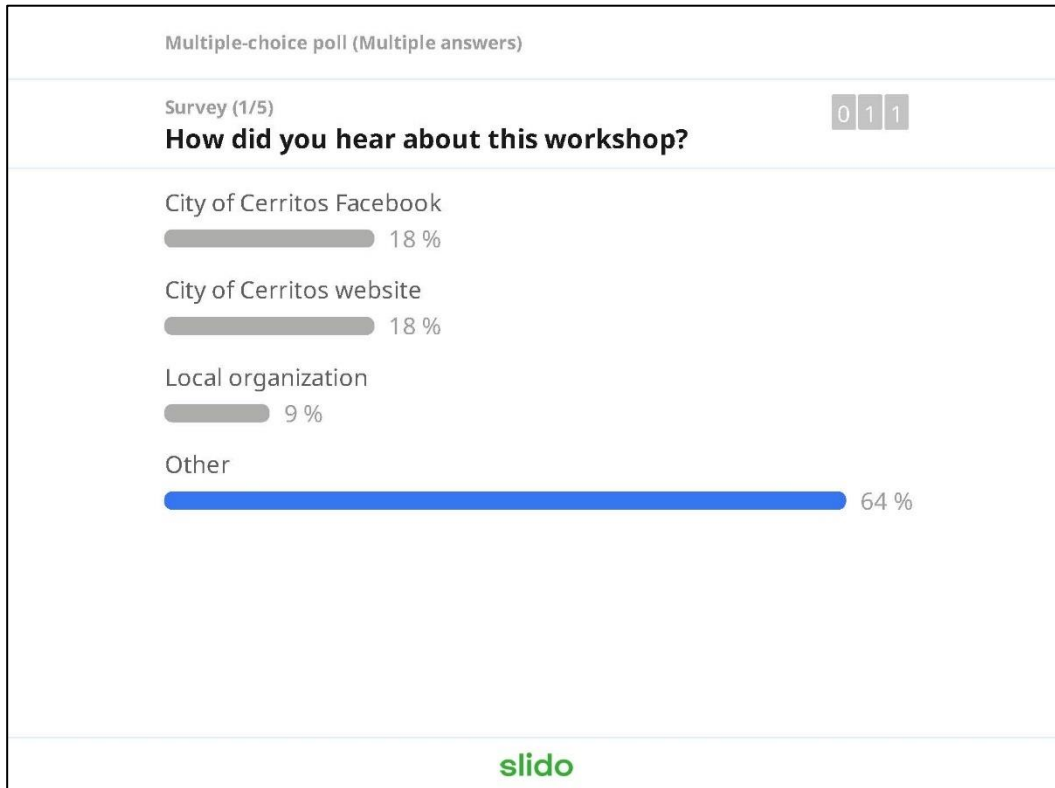 Multiple-choice poll (Multiple answers)
Survey (1/5)
0 1 1
How did you hear about this workshop?
City of Cerritos Facebook
18 %
City of Cerritos website
18 %
Local organization
9 %
Other
64 %
slido